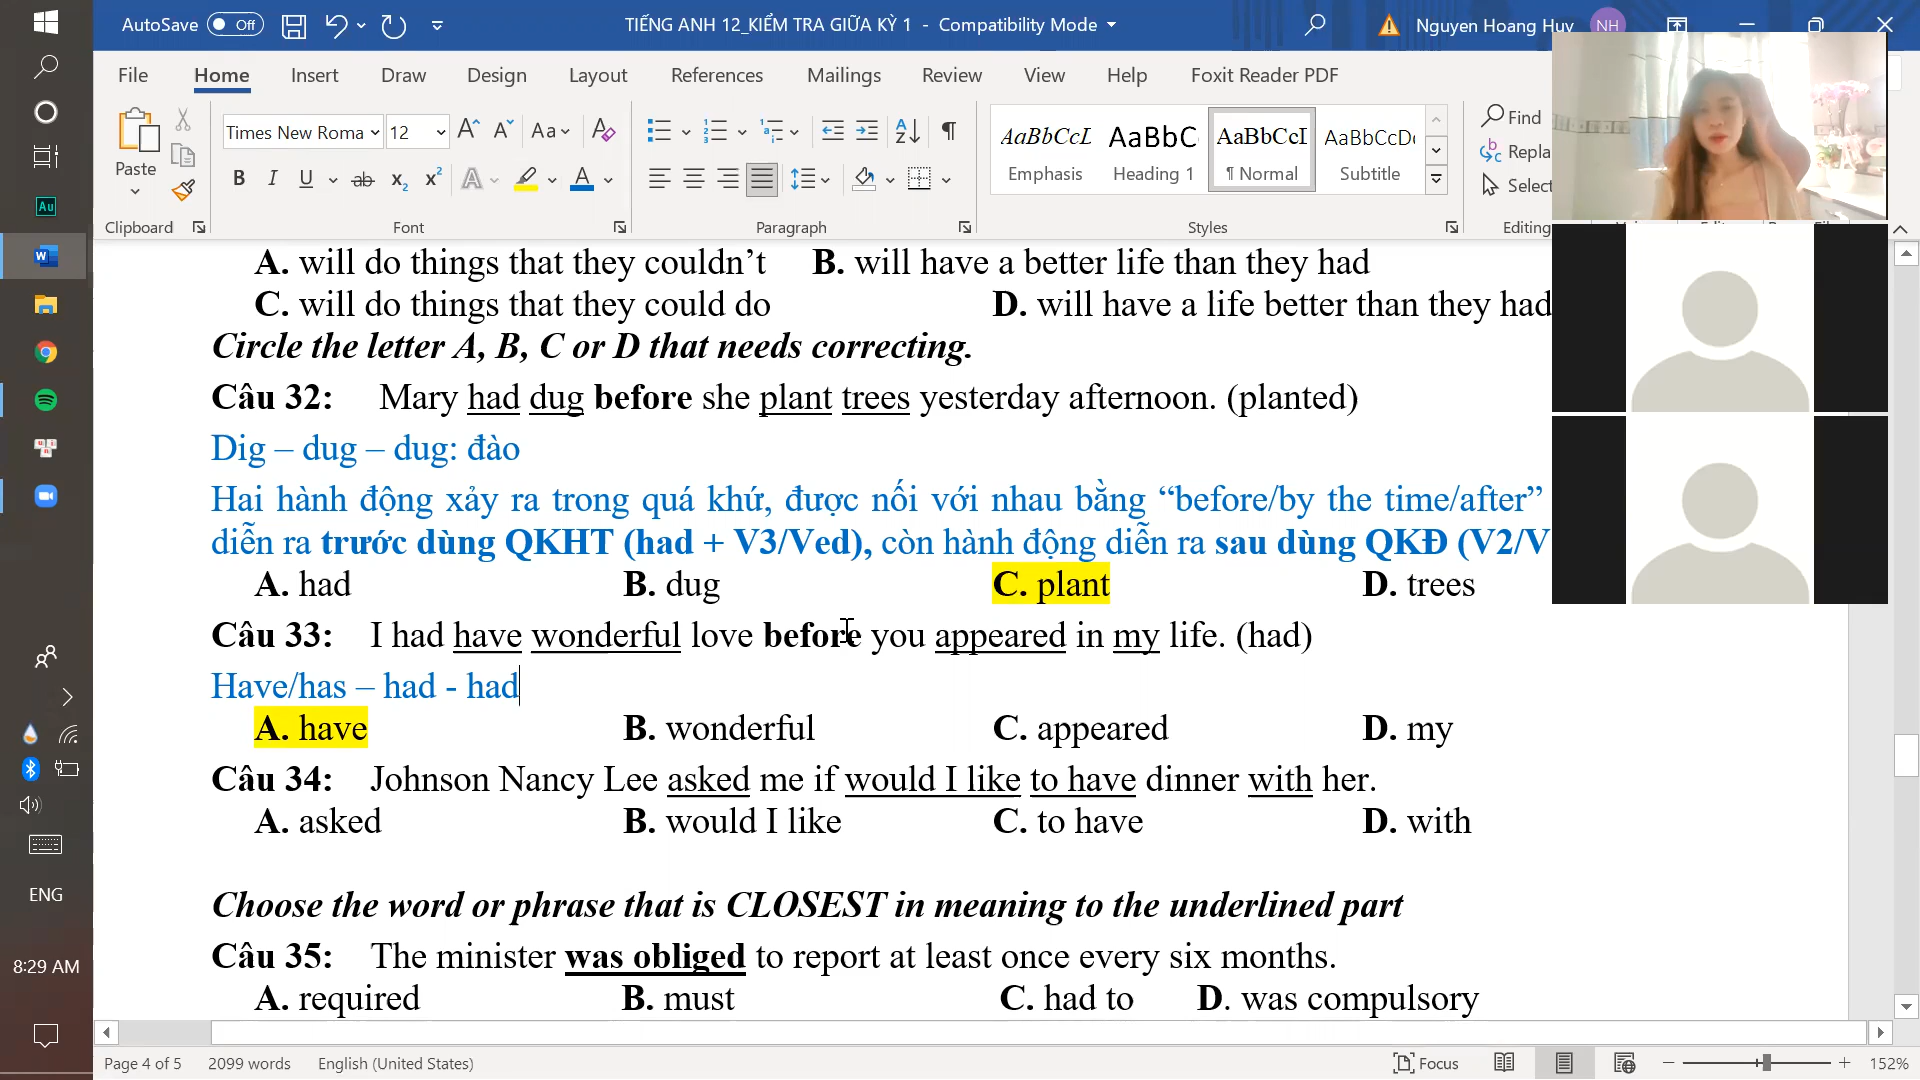 AutoSave Off TIẾNG ANH 12_KIỂM TRA GIỮA KỲ 1 - Compatibility Mode Nguyen Hoang Huy NH
File Home Insert Draw Design Layout References Mailings Review View Help Foxit Reader PDF
Times New Roma 12
Paste
AaBbCcL AaBbC AaBbCcI AaBbCcD
Emphasis Heading 1 ¶ Normal Subtitle
Find
Repla
Select
Clipboard Font Paragraph Styles Editing
A. will do things that they couldn’t B. will have a better life than they had
C. will do things that they could do D. will have a life better than they had
Circle the letter A, B, C or D that needs correcting.
Câu 32: Mary had dug before she plant trees yesterday afternoon. (planted)
Dig – dug – dug: đào
Hai hành động xảy ra trong quá khứ, được nối với nhau bằng “before/by the time/after”
diễn ra trước dùng QKHT (had + V3/Ved), còn hành động diễn ra sau dùng QKĐ (V2/V
A. had B. dug C. plant D. trees
Câu 33: I had have wonderful love before you appeared in my life. (had)
Have/has – had - had
A. have B. wonderful C. appeared D. my
Câu 34: Johnson Nancy Lee asked me if would I like to have dinner with her.
A. asked B. would I like C. to have D. with
Choose the word or phrase that is CLOSEST in meaning to the underlined part
Câu 35: The minister was obliged to report at least once every six months.
A. required B. must C. had to D. was compulsory
ENG
8:29 AM
Page 4 of 5 2099 words English (United States) Focus 152%